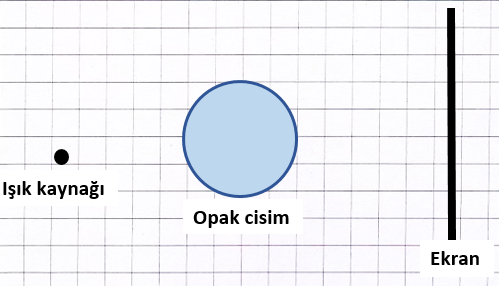 Işık kaynağı
Opak cisim
Ekran